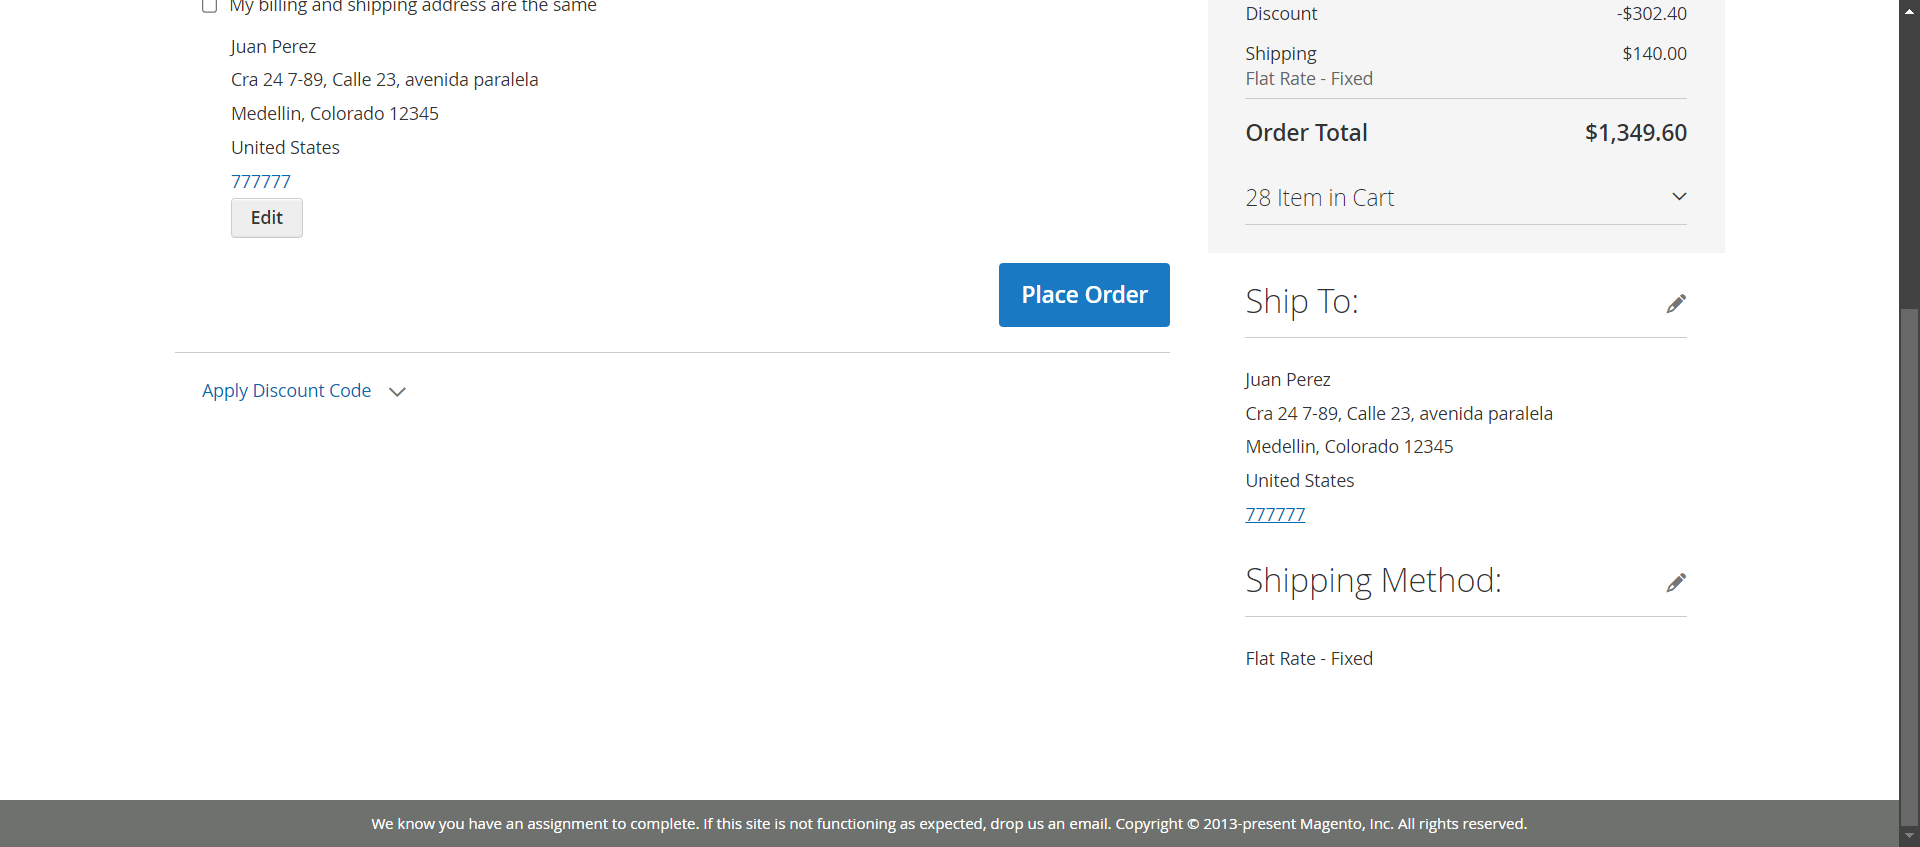 My billing and shipping address are the same
Juan Perez
Cra 24 7-89, Calle 23, avenida paralela
Medellin, Colorado 12345
United States
777777
Edit
Place Order
Apply Discount Code
Discount -$302.40
Shipping $140.00
Flat Rate - Fixed
Order Total $1,349.60
28 Item in Cart
Ship To:
Juan Perez
Cra 24 7-89, Calle 23, avenida paralela
Medellin, Colorado 12345
United States
777777
Shipping Method:
Flat Rate - Fixed
We know you have an assignment to complete. If this site is not functioning as expected, drop us an email. Copyright © 2013-present Magento, Inc. All rights reserved.